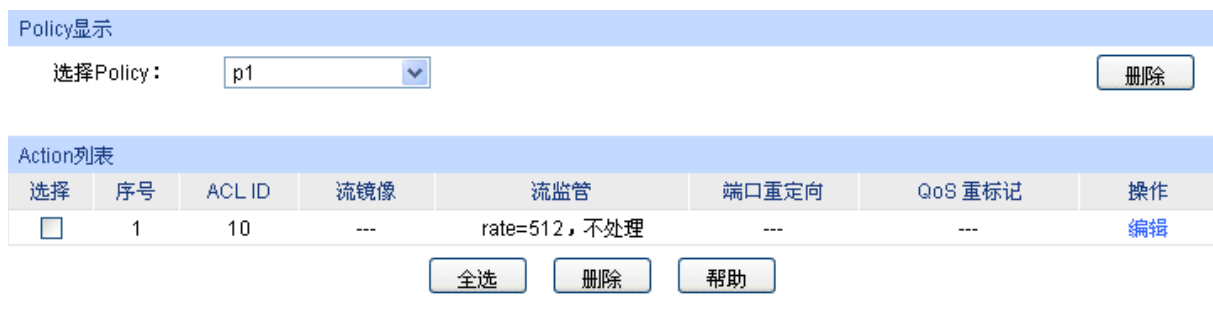 Policy显示
选择Policy： p1 删除
Action列表
选择 序号 ACL ID 流镜像 流监管 端口重定向 QoS 重标记 操作
1 10 --- rate=512，不处理 --- --- 编辑
全选 删除 帮助